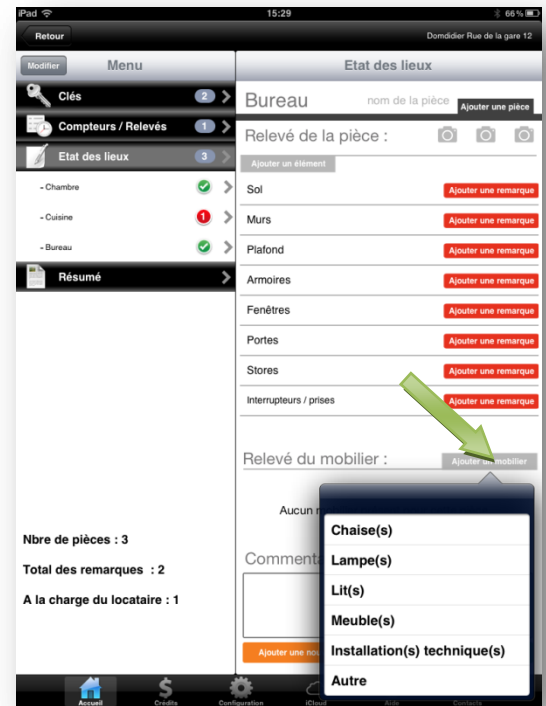 iPad 15:29 66 %
Retour Domdidier Rue de la gare 12
Modifier Menu
Etat des lieux
Clés 2
Compteurs / Relevés 1
Etat des lieux 3
- Chambre
- Cuisine 1
- Bureau
Résumé
Nbre de pièces : 3
Total des remarques : 2
A la charge du locataire : 1
Bureau nom de la pièce Ajouter une pièce
Relevé de la pièce :
Ajouter un élément
Sol Ajouter une remarque
Murs Ajouter une remarque
Plafond Ajouter une remarque
Armoires Ajouter une remarque
Fenêtres Ajouter une remarque
Portes Ajouter une remarque
Stores Ajouter une remarque
Interrupteurs / prises Ajouter une remarque
Relevé du mobilier : Ajouter un mobilier
Aucun
Chaise(s)
Lampe(s)
Lit(s)
Meuble(s)
Installation(s) technique(s)
Autre
Commenta
Ajouter une
Accueil Crédits Configuration iCloud Aide Contacts